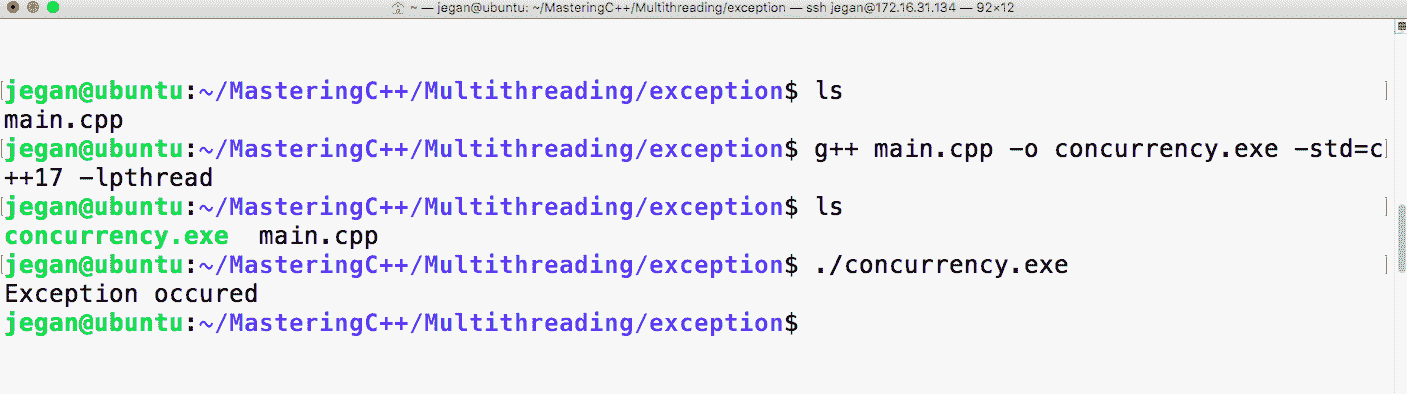 ~ — jegan@ubuntu: ~/MasteringC++/Multithreading/exception — ssh jegan@172.16.31.134 — 92×12
jegan@ubuntu:~/MasteringC++/Multithreading/exception$ ls
main.cpp
jegan@ubuntu:~/MasteringC++/Multithreading/exception$ g++ main.cpp -o concurrency.exe -std=c
++17 -lpthread
jegan@ubuntu:~/MasteringC++/Multithreading/exception$ ls
concurrency.exe  main.cpp
jegan@ubuntu:~/MasteringC++/Multithreading/exception$ ./concurrency.exe
Exception occured
jegan@ubuntu:~/MasteringC++/Multithreading/exception$